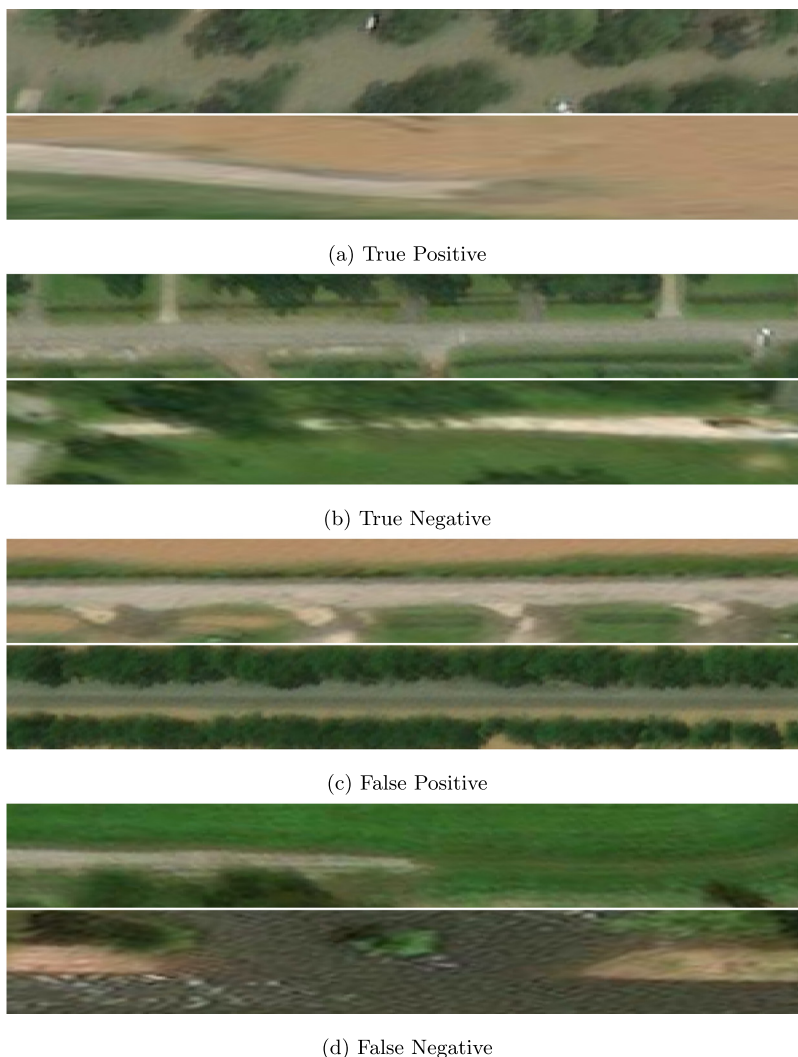 (a) True Positive
(b) True Negative
(c) False Positive
(d) False Negative